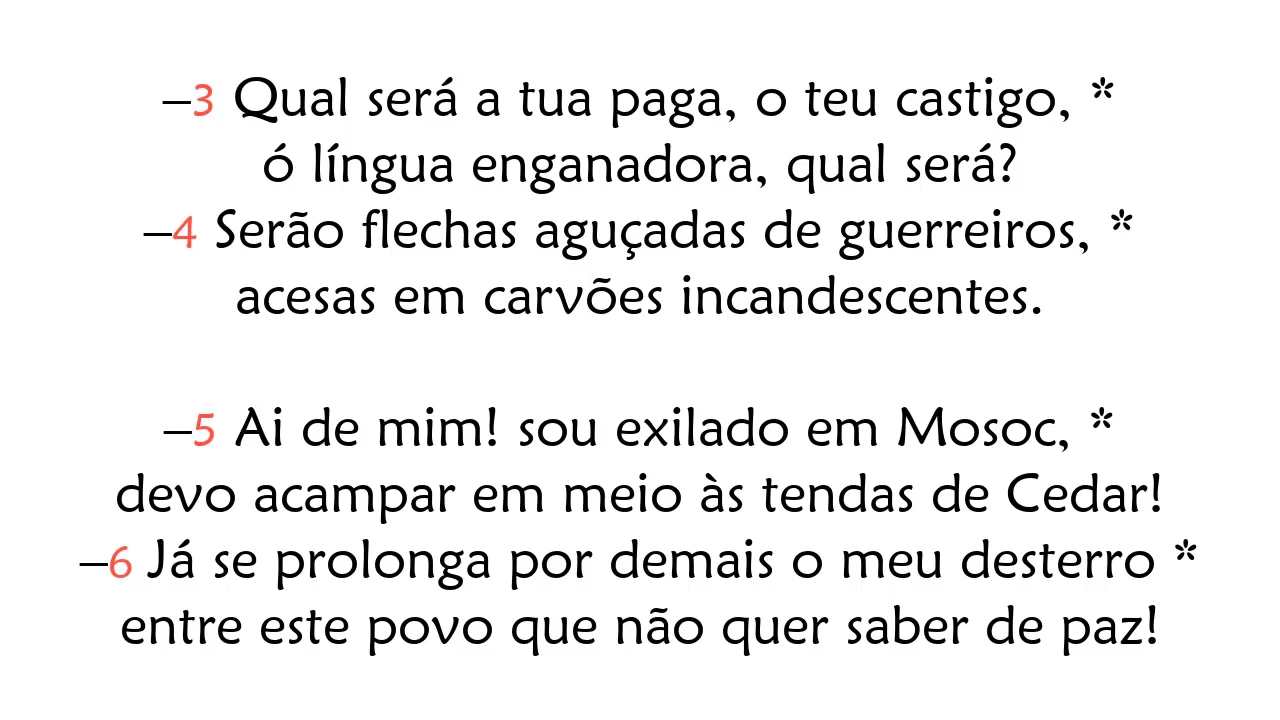 –3 Qual será a tua paga, o teu castigo, *
ó língua enganadora, qual será?
–4 Serão flechas aguçadas de guerreiros, *
acesas em carvões incandescentes.
–5 Ai de mim! sou exilado em Mosoc, *
devo acampar em meio às tendas de Cedar!
–6 Já se prolonga por demais o meu desterro *
entre este povo que não quer saber de paz!